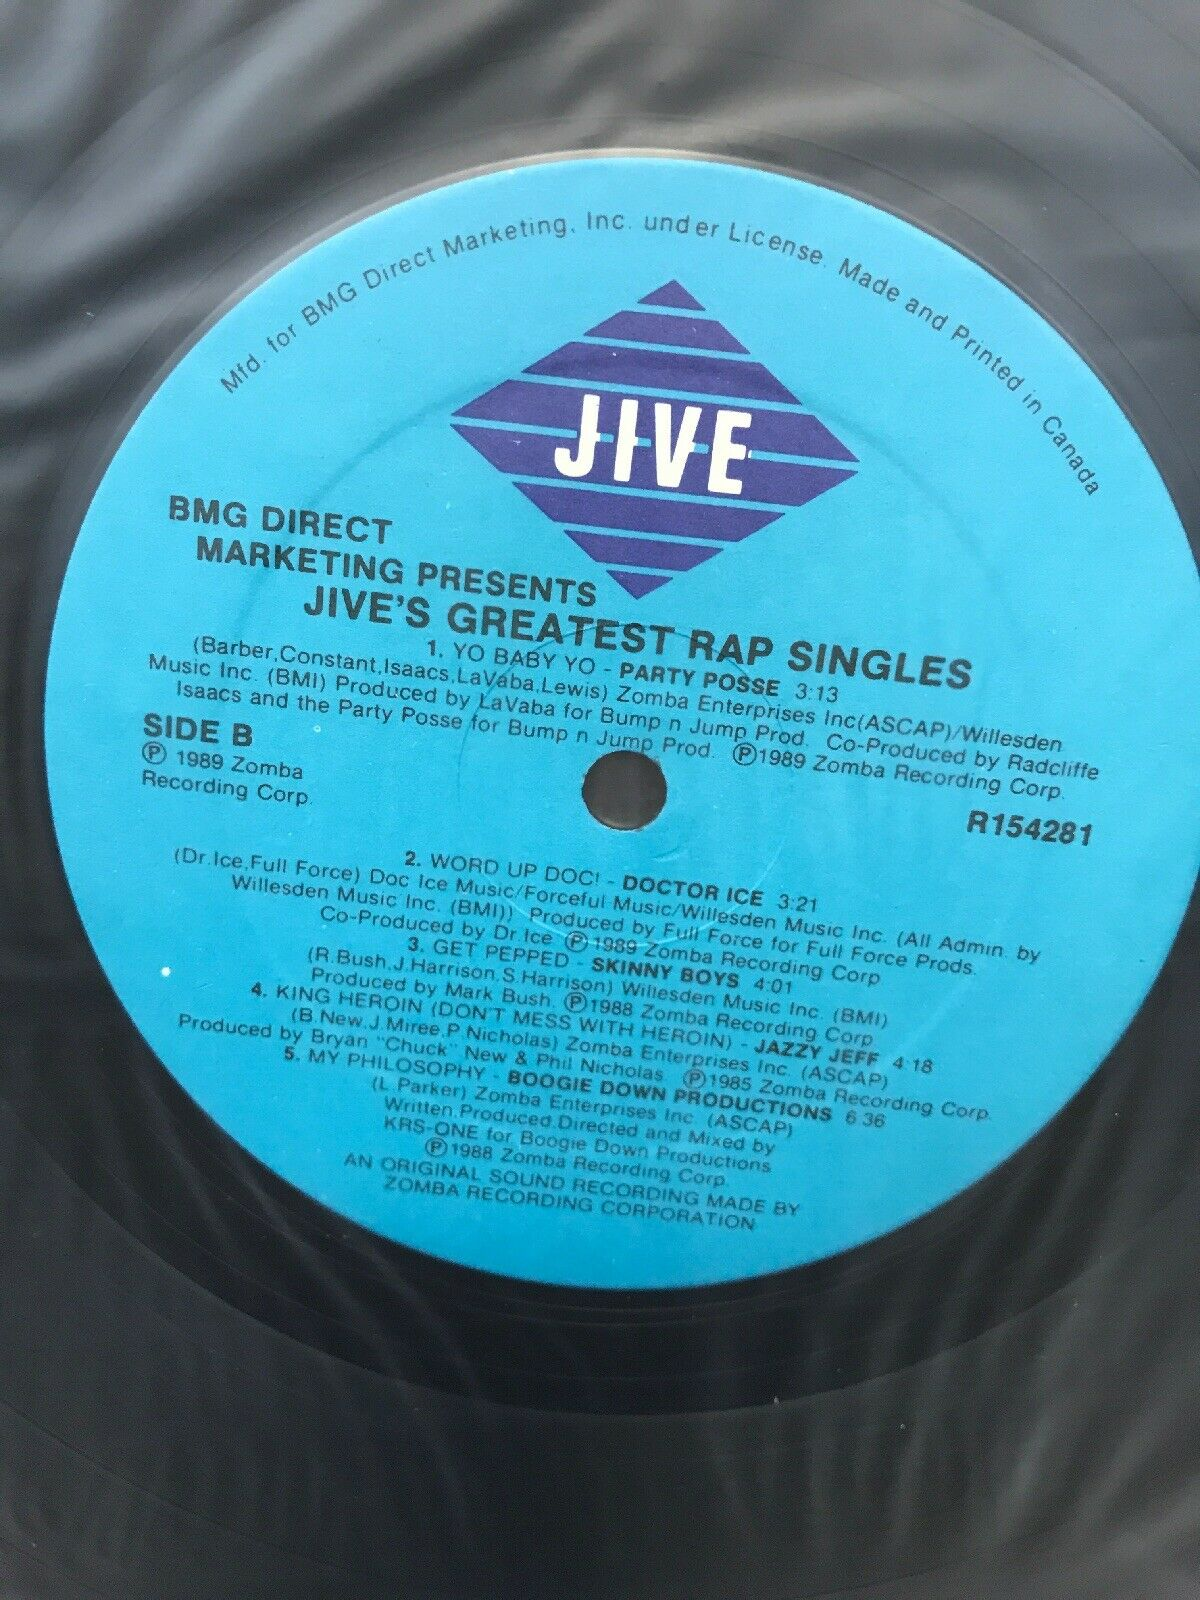 Mfd. for BMG Direct Marketing, Inc. under License. Made and Printed in Canada
JIVE
BMG DIRECT
MARKETING PRESENTS
JIVE'S GREATEST RAP SINGLES
1. YO BABY YO - PARTY POSSE 3:13
(Barber,Constant,Isaacs,LaVaba,Lewis) Zomba Enterprises Inc(ASCAP)/Willesden
Music Inc. (BMI) Produced by LaVaba for Bump n Jump Prod. Co-Produced by Radcliffe
Isaacs and the Party Posse for Bump n Jump Prod. ℗1989 Zomba Recording Corp.
SIDE B
℗ 1989 Zomba
Recording Corp.
R154281
2. WORD UP DOC! - DOCTOR ICE 3:21
(Dr.Ice,Full Force) Doc Ice Music/Forceful Music/Willesden Music Inc. (All Admin. by
Willesden Music Inc. (BMI)) Produced by Full Force for Full Force Prods.
Co-Produced by Dr.Ice ℗1989 Zomba Recording Corp
3. GET PEPPED - SKINNY BOYS 4:01
(R.Bush,J.Harrison,S.Harrison) Willesden Music Inc. (BMI)
Produced by Mark Bush. ℗1988 Zomba Recording Corp
4. KING HEROIN (DON'T MESS WITH HEROIN) - JAZZY JEFF 4:18
(B.New,J.Miree,P.Nicholas) Zomba Enterprises Inc. (ASCAP)
Produced by Bryan "Chuck" New & Phil Nicholas ℗1985 Zomba Recording Corp.
5. MY PHILOSOPHY - BOOGIE DOWN PRODUCTIONS 6:36
(L.Parker) Zomba Enterprises Inc. (ASCAP)
Written,Produced,Directed and Mixed by
KRS-ONE for Boogie Down Productions
℗1988 Zomba Recording Corp.
AN ORIGINAL SOUND RECORDING MADE BY
ZOMBA RECORDING CORPORATION